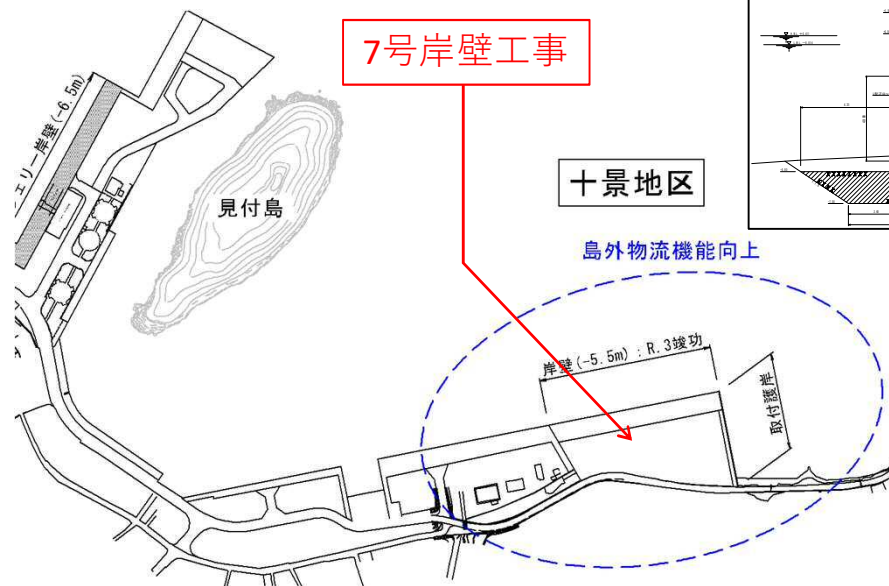 7号岸壁工事
ェリー岸壁(-6.5m)
見付島
十景地区
島外物流機能向上
岸壁(-5.5m):R.3竣功
取付護岸